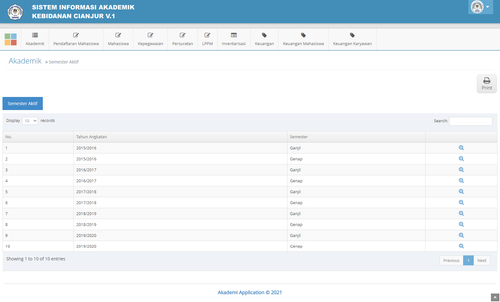 SISTEM INFORMASI AKADEMIK
KEBIDANAN CIANJUR V.1
Akademik Pendaftaran Mahasiswa Mahasiswa Kepegawaian Persuratan LPPM Inventarisir Keuangan Keuangan Mahasiswa Keuangan Karyawan
Akademik » Semester Aktif
Print
Semester Aktif
Display 10 records Search:
No. Tahun Angkatan Semester
1 2015/2016 Ganjil
2 2015/2016 Genap
3 2016/2017 Ganjil
4 2016/2017 Genap
5 2017/2018 Ganjil
6 2017/2018 Genap
7 2018/2019 Ganjil
8 2018/2019 Genap
9 2019/2020 Ganjil
10 2019/2020 Genap
Showing 1 to 10 of 10 entries Previous 1 Next
Akademi Application © 2021